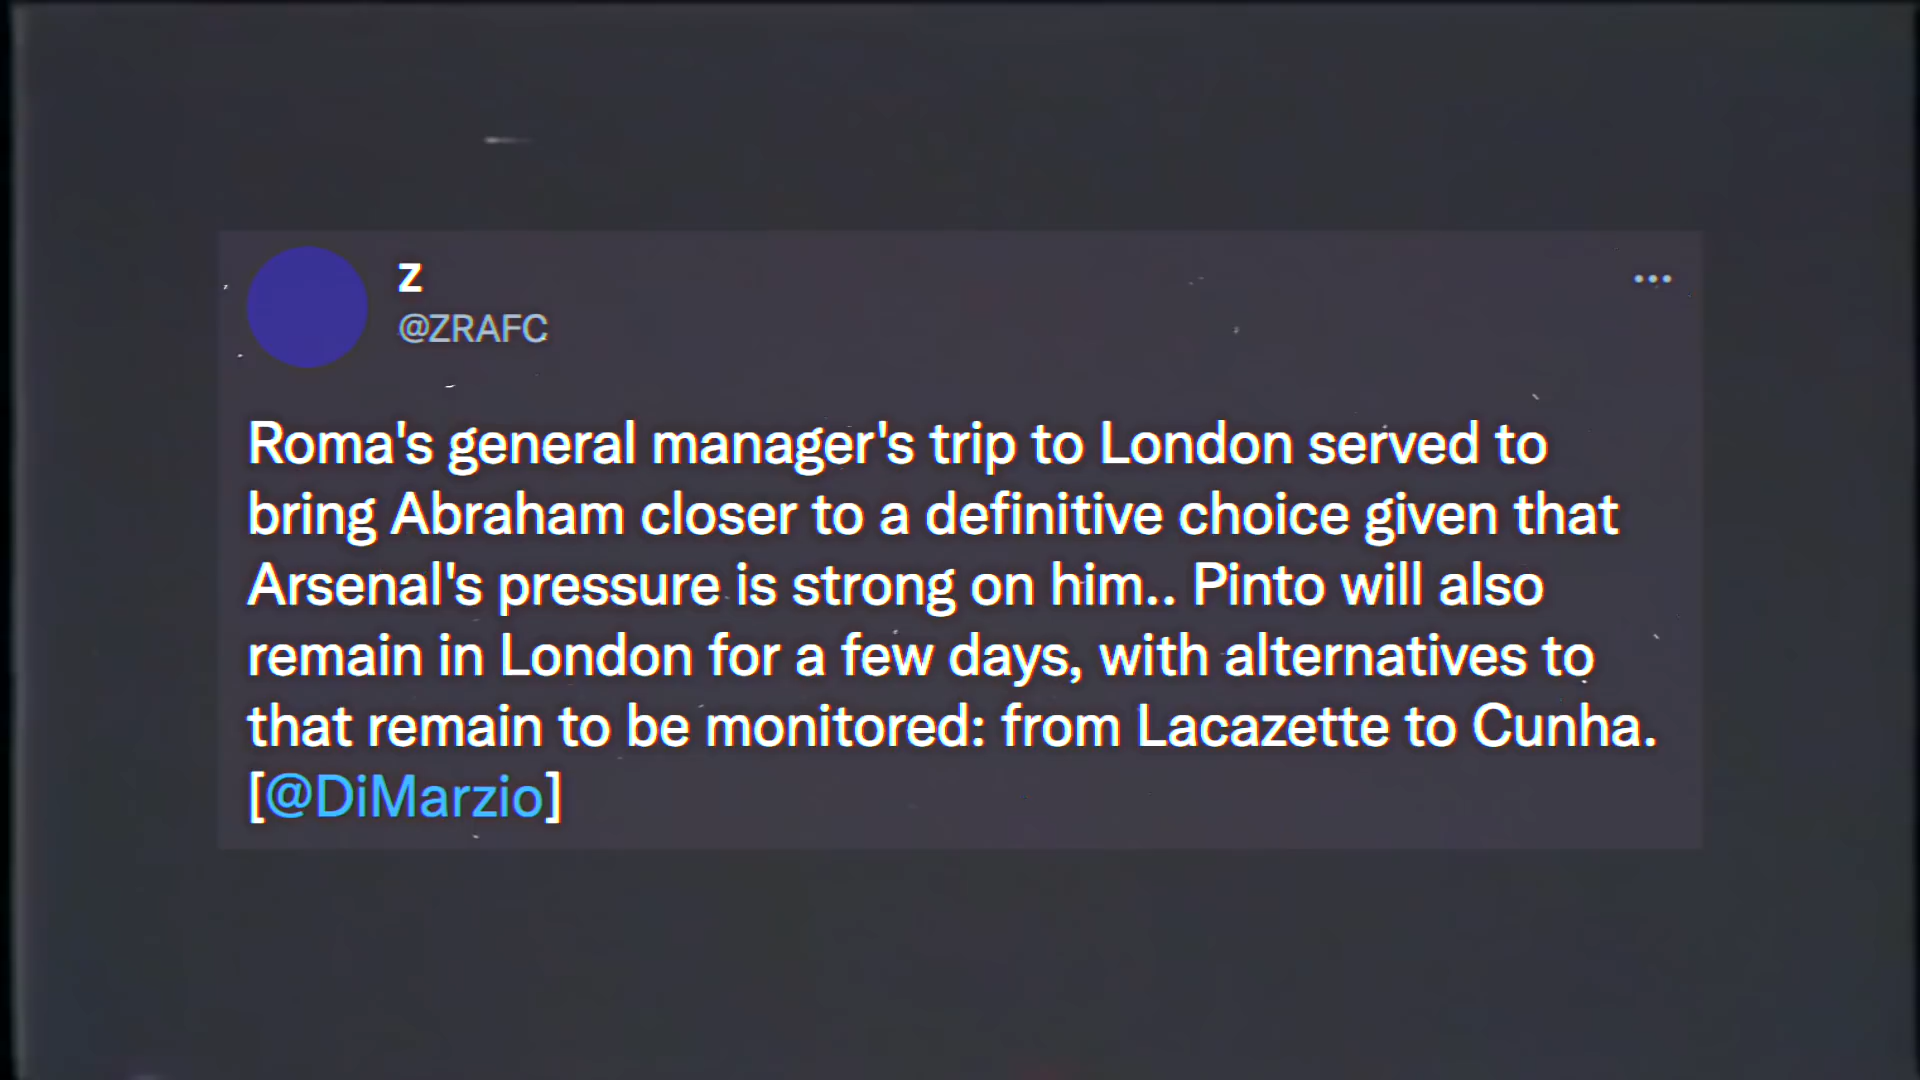 z
@ZRAFC
Roma's general manager's trip to London served to
bring Abraham closer to a definitive choice given that
Arsenal's pressure is strong on him.. Pinto will also
remain in London for a few days, with alternatives to
that remain to be monitored: from Lacazette to Cunha.
[@DiMarzio]